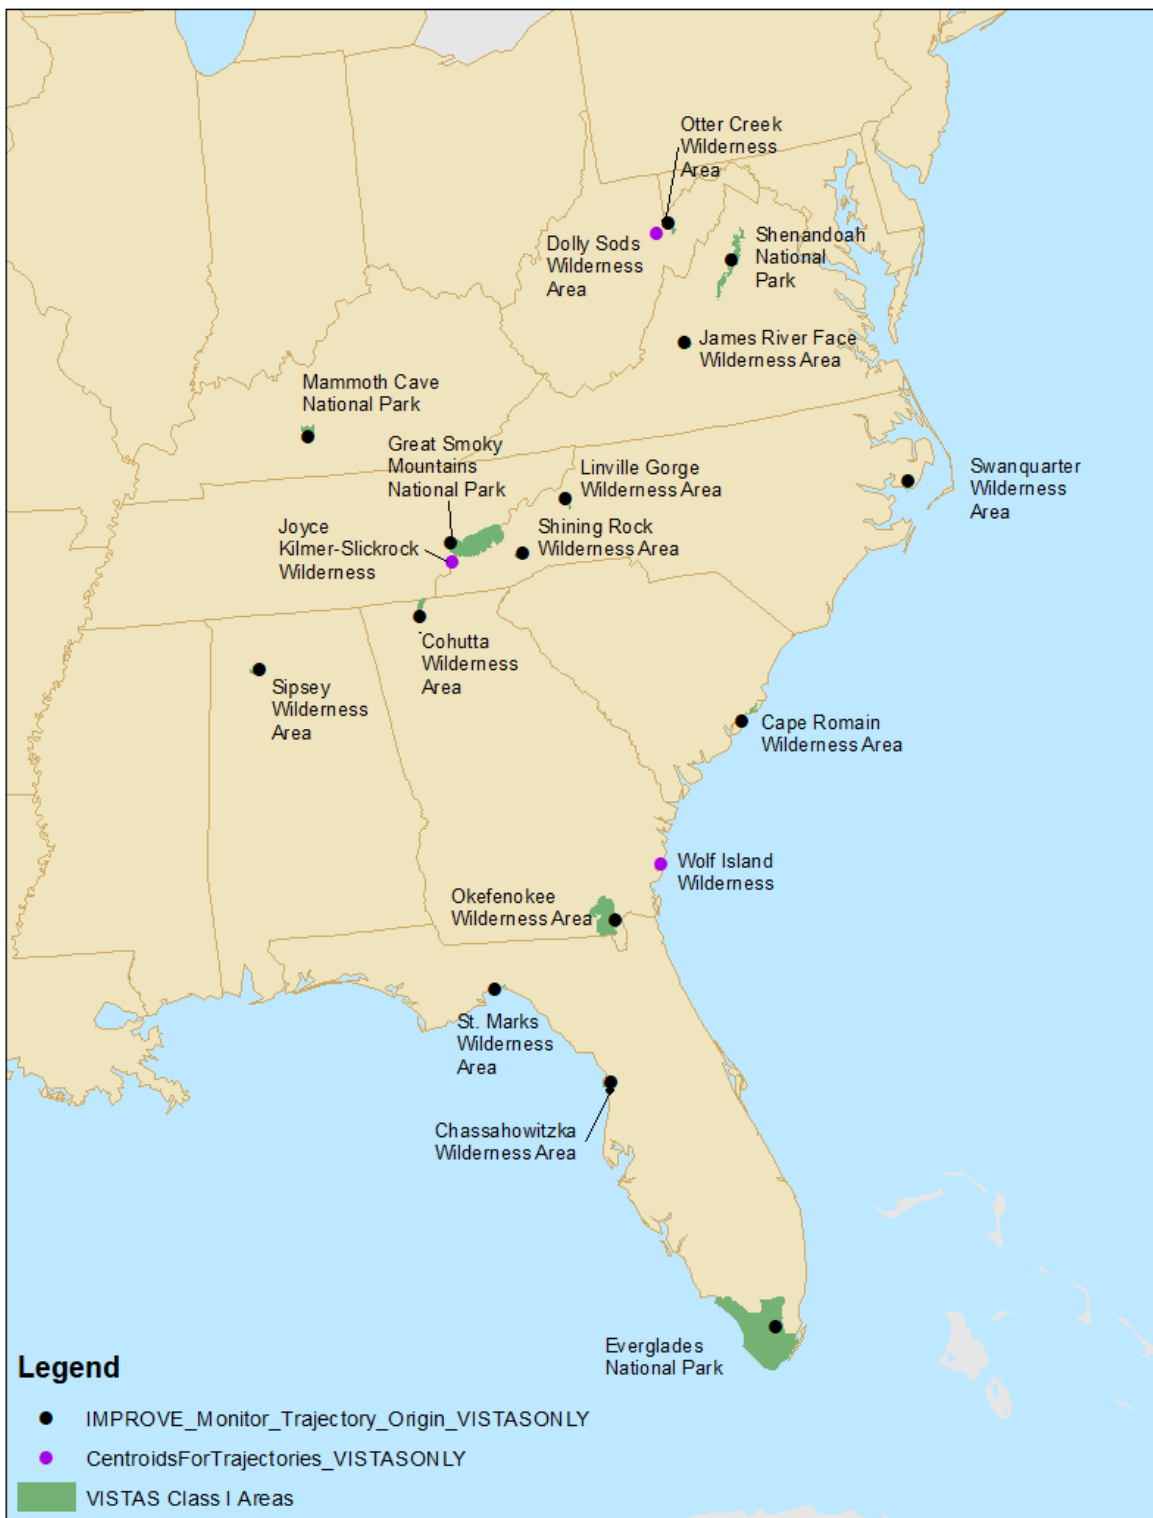 Otter Creek
Wilderness
Area
Dolly Sods
Wilderness
Area
Shenandoah
National
Park
James River Face
Wilderness Area
Mammoth Cave
National Park
Great Smoky
Mountains
National Park
Linville Gorge
Wilderness Area
Swanquarter
Wilderness
Area
Joyce
Kilmer-Slickrock
Wilderness
Shining Rock
Wilderness Area
Cohutta
Wilderness
Area
Sipsey
Wilderness
Area
Cape Romain
Wilderness Area
Wolf Island
Wilderness
Okefenokee
Wilderness Area
St. Marks
Wilderness
Area
Chassahowitzka
Wilderness Area
Everglades
National Park
Legend
IMPROVE_Monitor_Trajectory_Origin_VISTASONLY
CentroidsForTrajectories_VISTASONLY
VISTAS Class I Areas